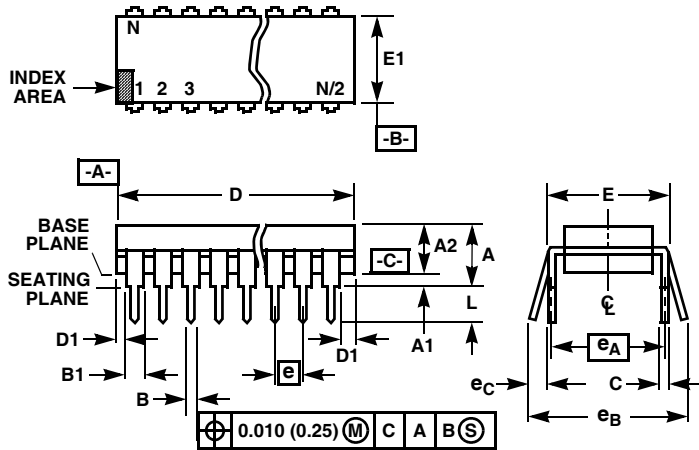 N
INDEX
AREA
1 2 3 N/2
E1
-B-
-A-
D
E
BASE
PLANE
A2
A
-C-
SEATING
PLANE
L
D1
A1
D1
B1
e
B
℄
eA
eC
C
eB
⌖ 0.010 (0.25) Ⓜ C A B Ⓢ